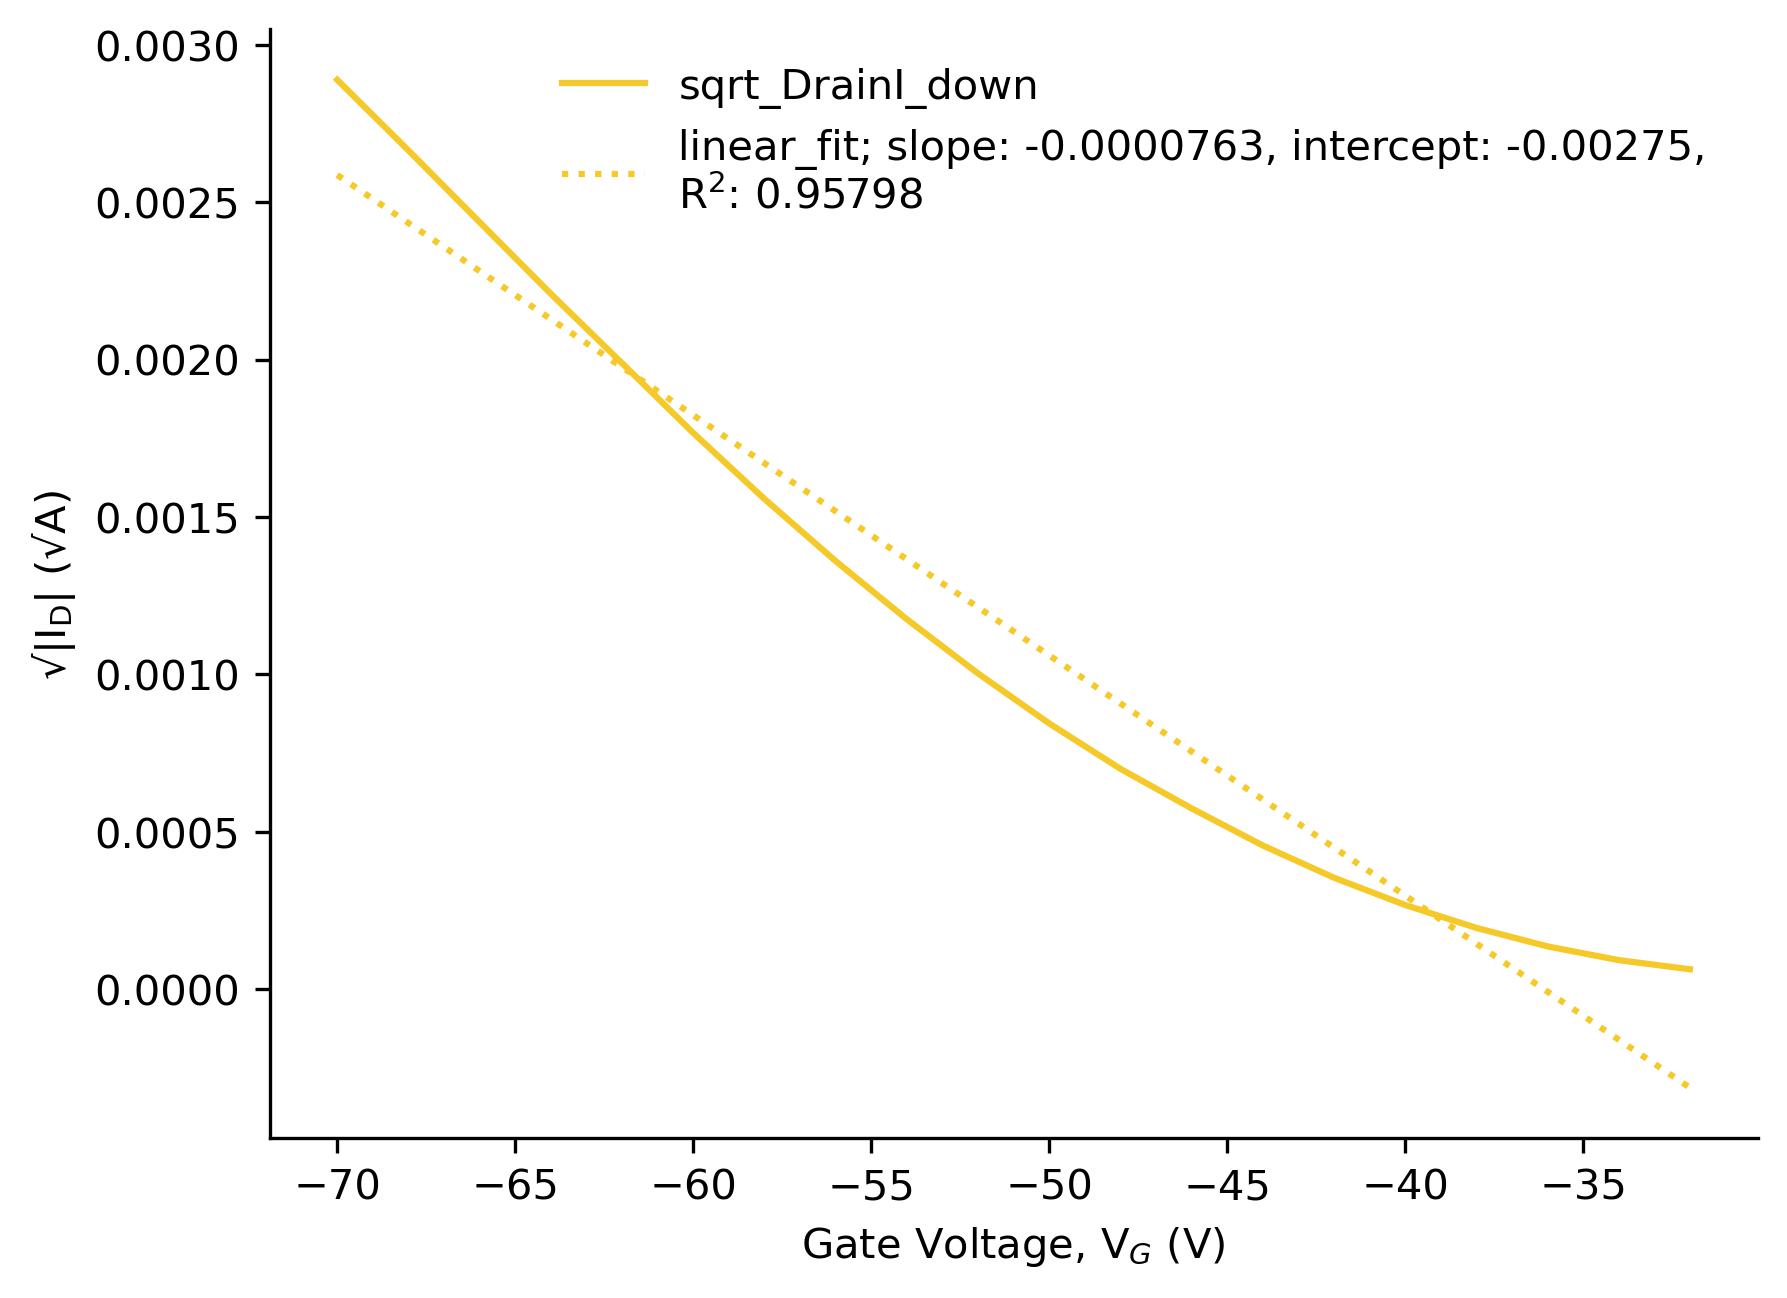 0.0030
0.0025
0.0020
0.0015
0.0010
0.0005
0.0000
√|I_D| (√A)
sqrt_DrainI_down
linear_fit; slope: -0.0000763, intercept: -0.00275,
R²: 0.95798
−70 −65 −60 −55 −50 −45 −40 −35
Gate Voltage, V_G (V)